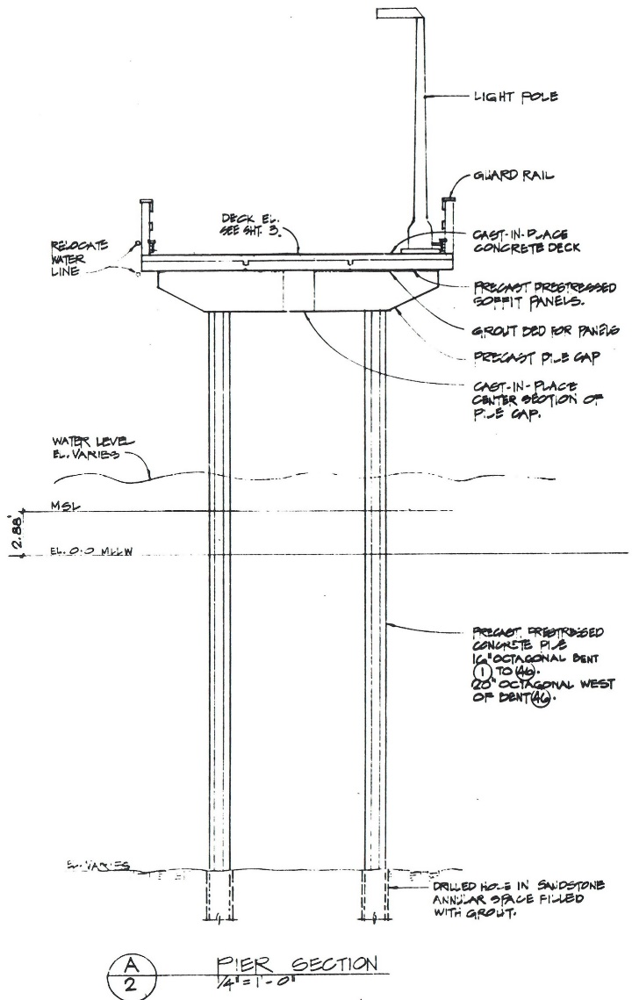 LIGHT POLE
GUARD RAIL
DECK EL.
SEE SHT. 3.
RELOCATE
WATER
LINE
CAST-IN-PLACE
CONCRETE DECK
PRECAST PRESTRESSED
SOFFIT PANELS.
GROUT BED FOR PANELS
PRECAST PILE CAP
CAST-IN-PLACE
CENTER SECTION OF
PILE CAP.
WATER LEVEL
EL. VARIES
MSL
2.88'
EL. 0.0 MLLW
PRECAST PRESTRESSED
CONCRETE PILE
16" OCTAGONAL BENT
1 TO 46.
20" OCTAGONAL WEST
OF BENT 46.
EL. VARIES
DRILLED HOLE IN SANDSTONE
ANNULAR SPACE FILLED
WITH GROUT.
A
2
PIER SECTION
1/4" = 1'-0"